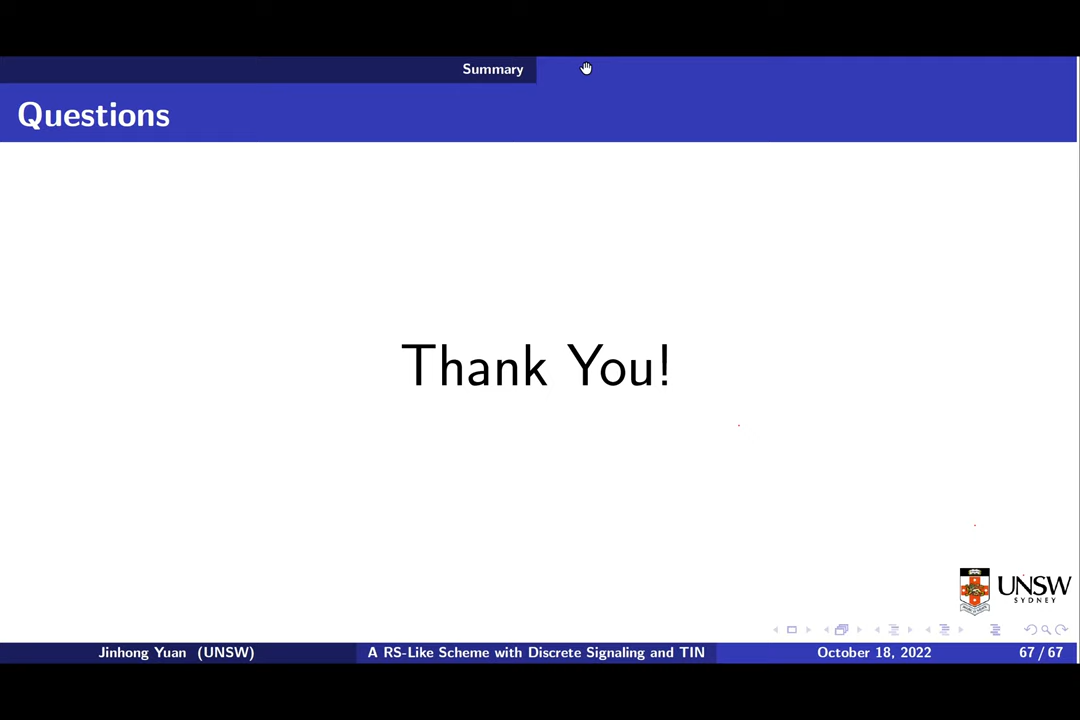 Summary
Questions
Thank You!
UNSW
SYDNEY
Jinhong Yuan (UNSW)
A RS-Like Scheme with Discrete Signaling and TIN
October 18, 2022
67 / 67